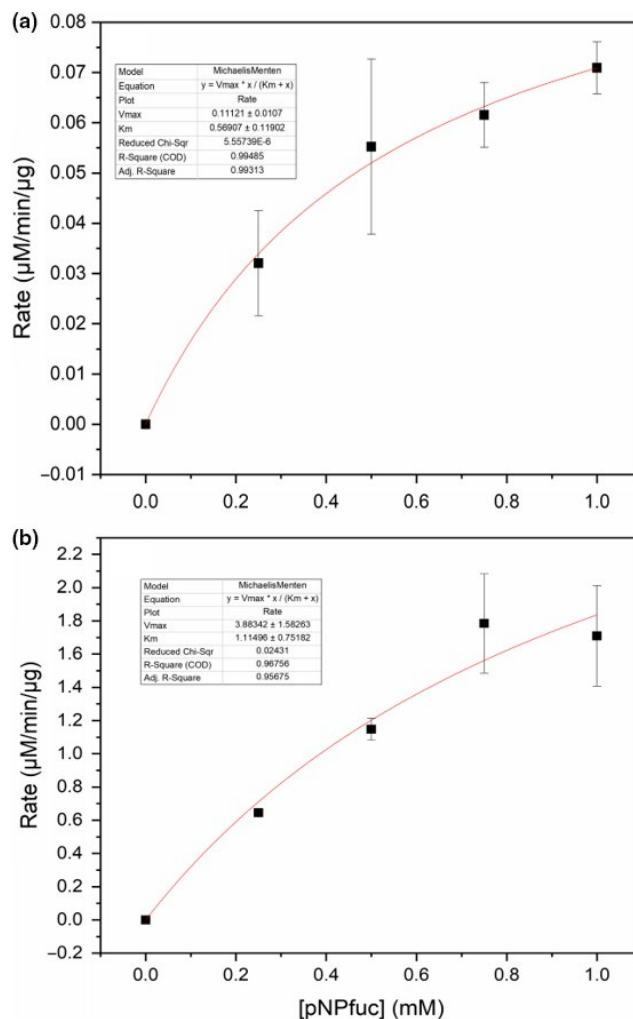 (a)
0.08
0.07
0.06
0.05
0.04
0.03
0.02
0.01
0.00
−0.01
Rate (µM/min/µg)
Model MichaelisMenten
Equation y = Vmax * x / (Km + x)
Plot Rate
Vmax 0.11121 ± 0.0107
Km 0.56907 ± 0.11902
Reduced Chi-Sqr 5.55739E-6
R-Square (COD) 0.99485
Adj. R-Square 0.99313
0.0 0.2 0.4 0.6 0.8 1.0
(b)
2.2
2.0
1.8
1.6
1.4
1.2
1.0
0.8
0.6
0.4
0.2
0.0
−0.2
Rate (µM/min/µg)
Model MichaelisMenten
Equation y = Vmax * x / (Km + x)
Plot Rate
Vmax 3.88342 ± 1.58263
Km 1.11496 ± 0.75182
Reduced Chi-Sqr 0.02431
R-Square (COD) 0.96756
Adj. R-Square 0.95675
0.0 0.2 0.4 0.6 0.8 1.0
[pNPfuc] (mM)